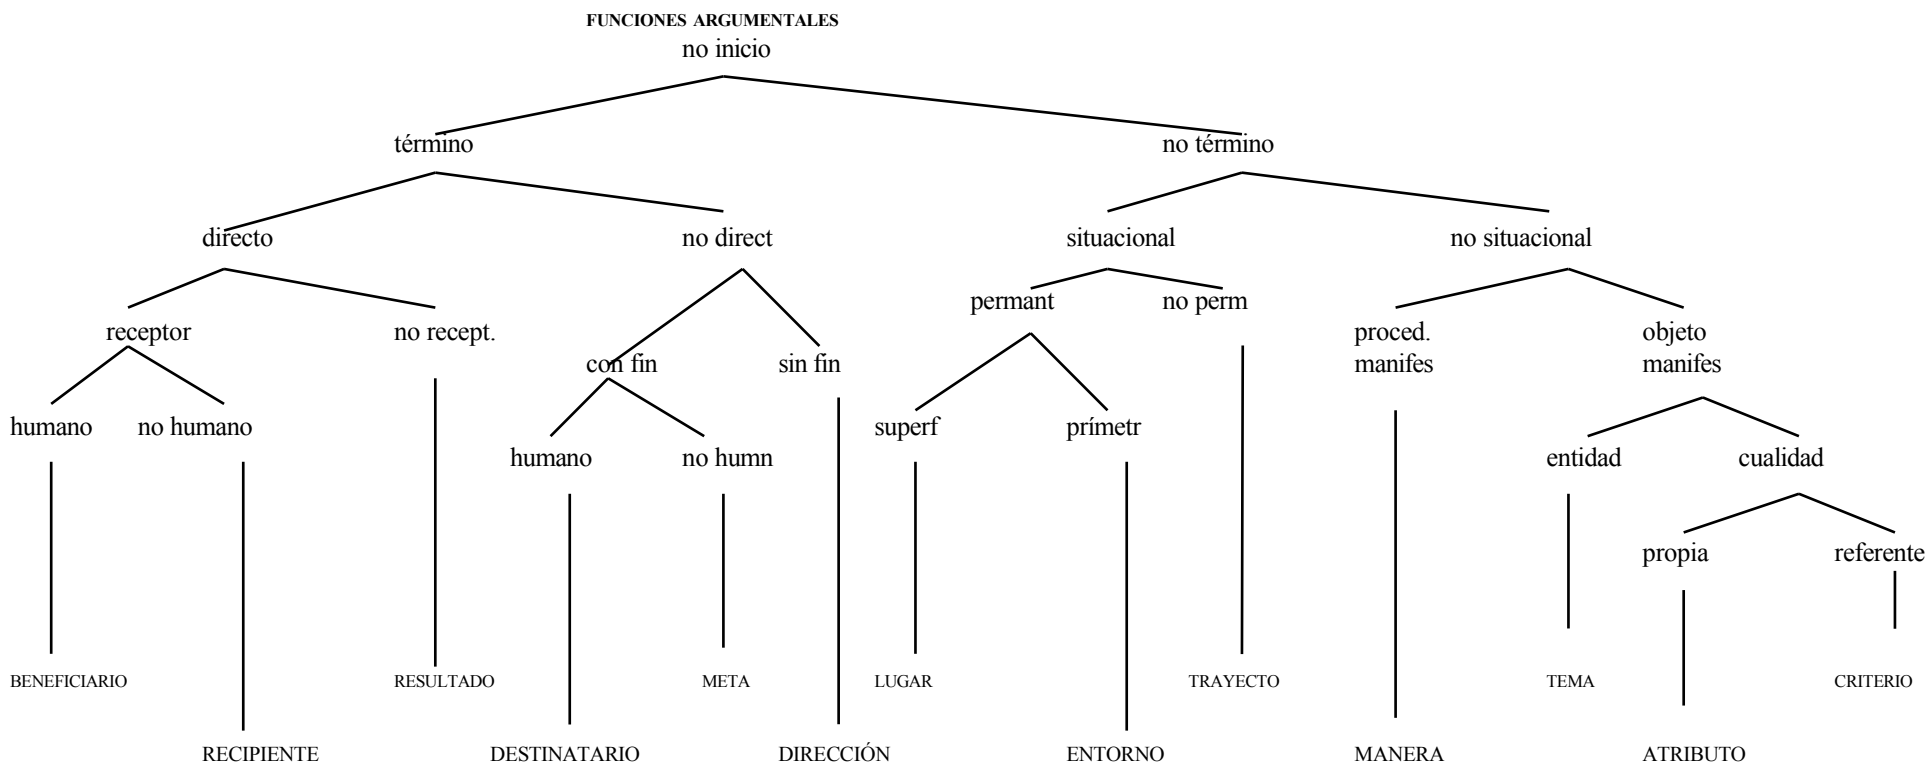 FUNCIONES ARGUMENTALES
no inicio
término no término
directo no direct situacional no situacional
permant no perm
receptor no recept. proced. objeto
con fin sin fin manifes manifes
humano no humano superf prímetr
humano no humn entidad cualidad
propia referente
BENEFICIARIO RESULTADO META LUGAR TRAYECTO TEMA CRITERIO
RECIPIENTE DESTINATARIO DIRECCIÓN ENTORNO MANERA ATRIBUTO